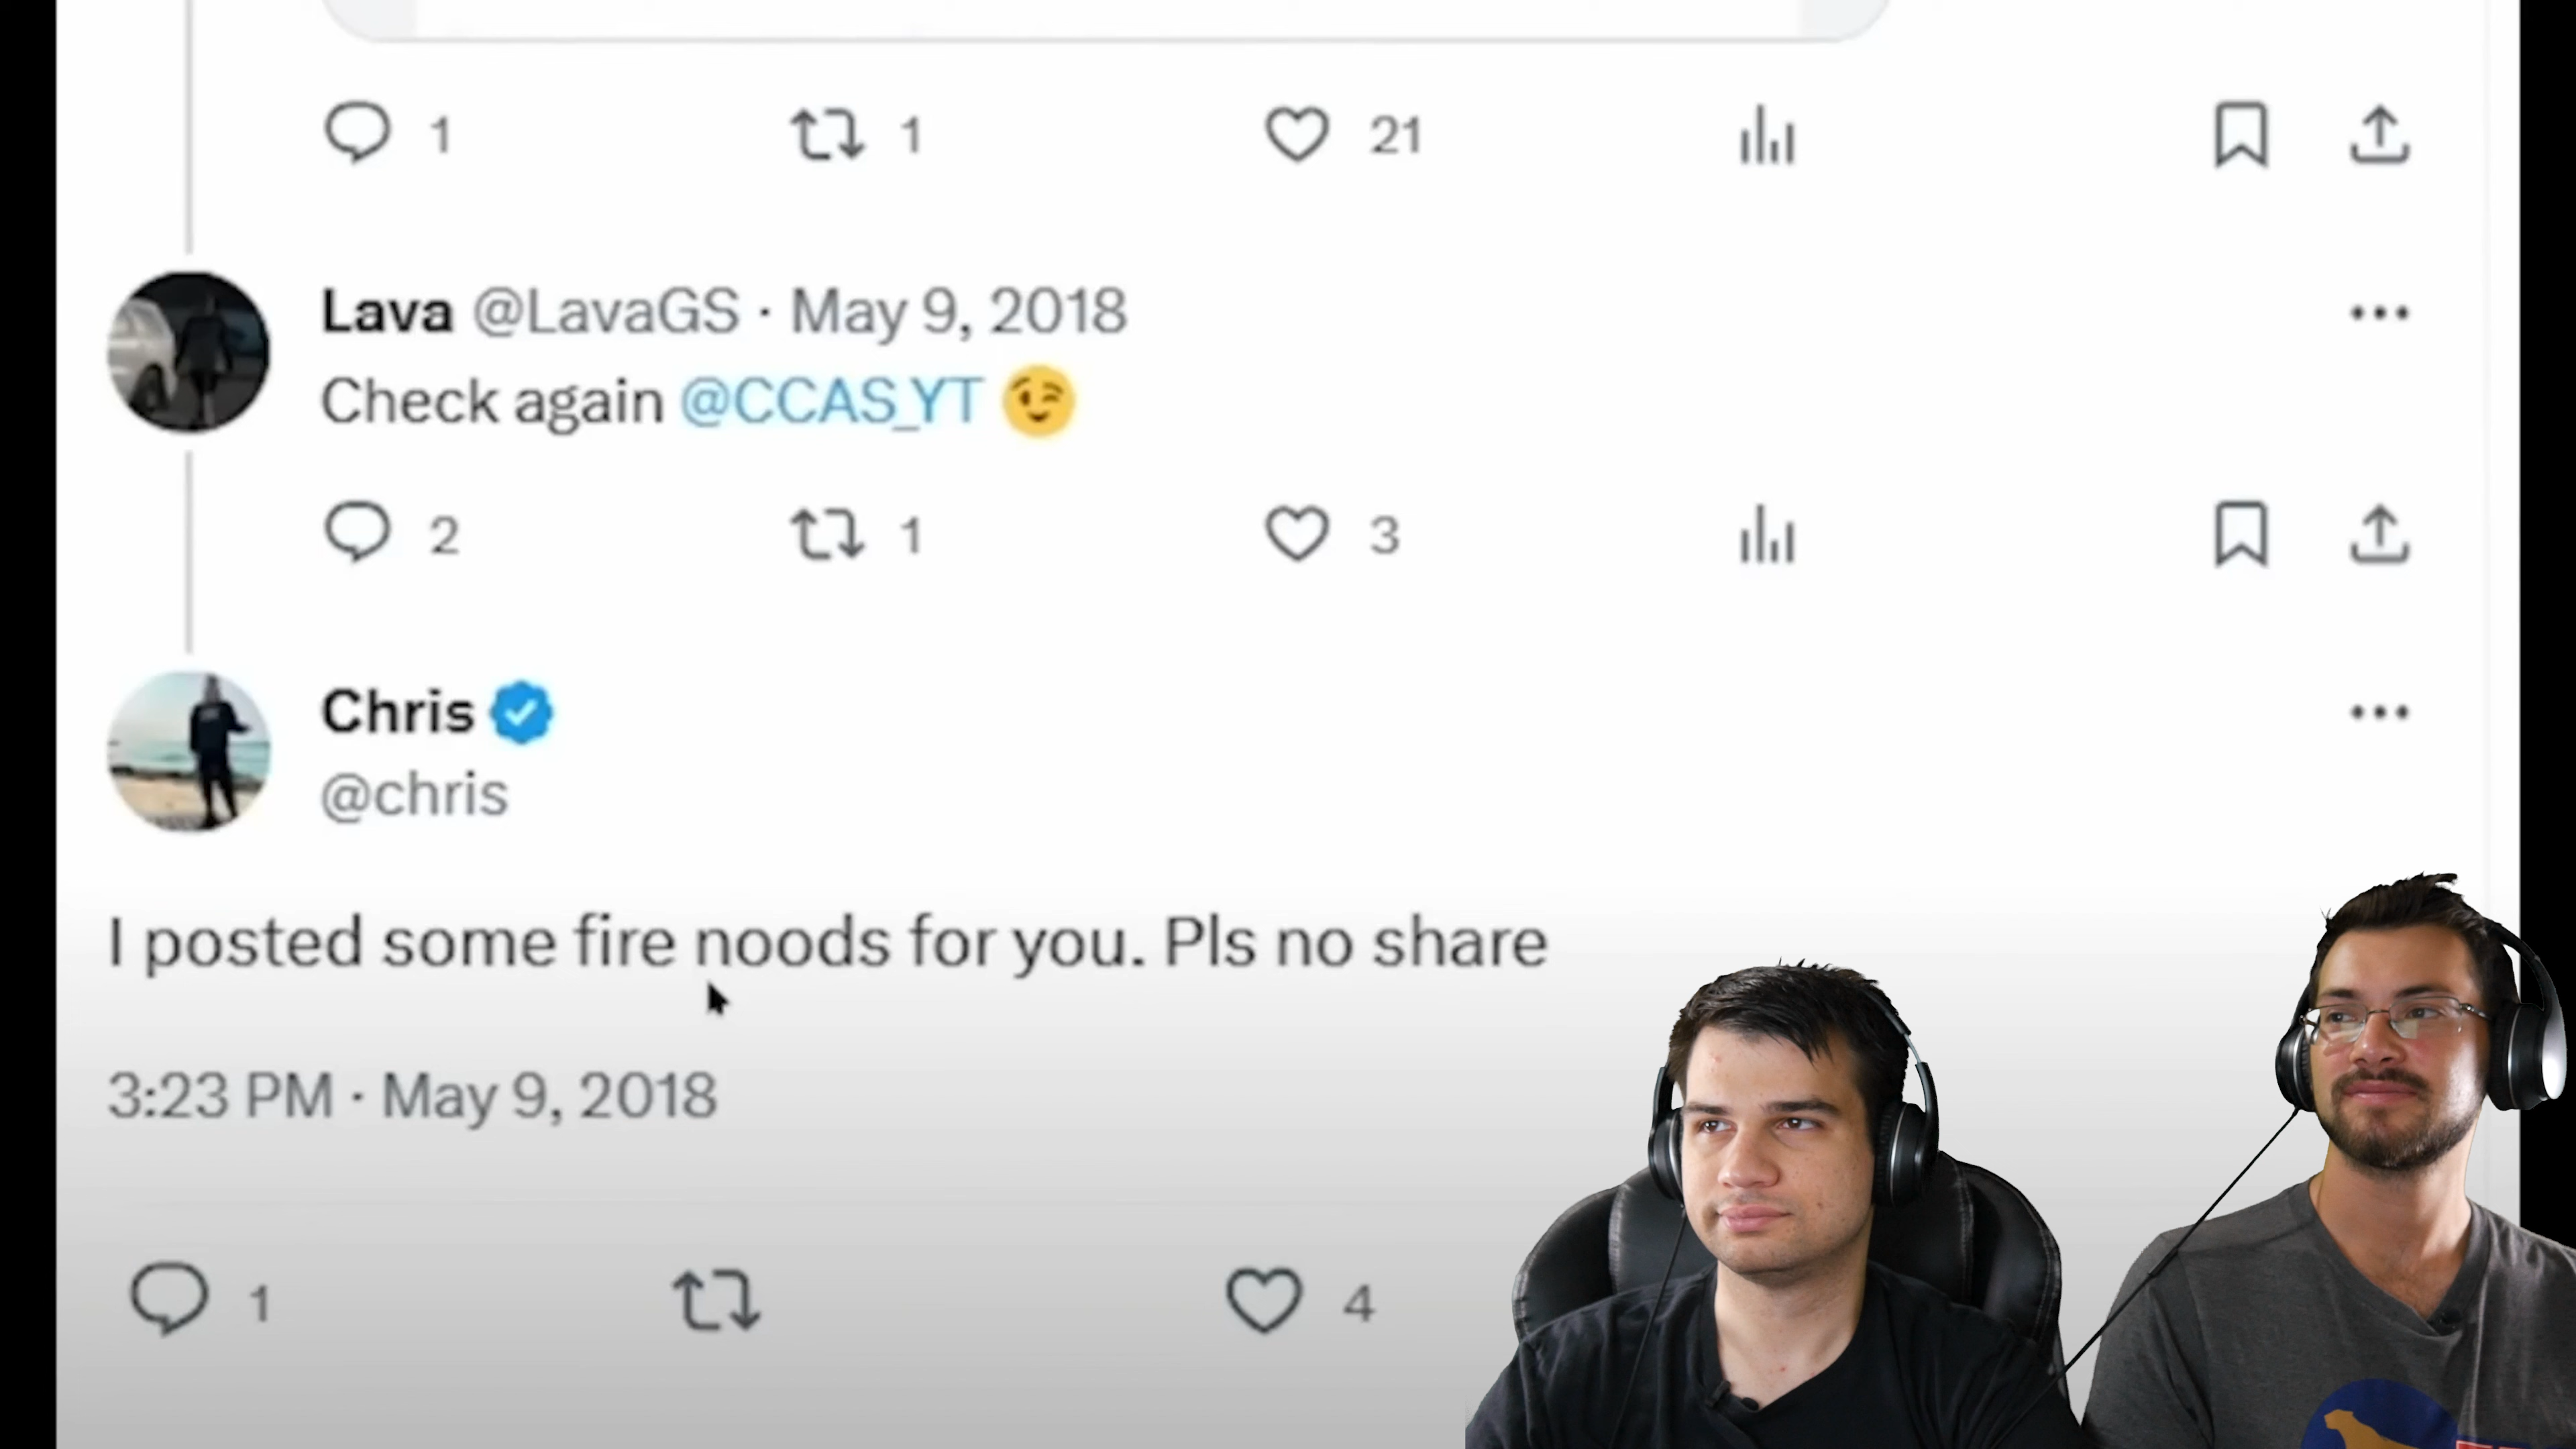 1 1 21
Lava @LavaGS · May 9, 2018
Check again @CCAS_YT 😉
2 1 3
Chris
@chris
I posted some fire noods for you. Pls no share
3:23 PM · May 9, 2018
1 4